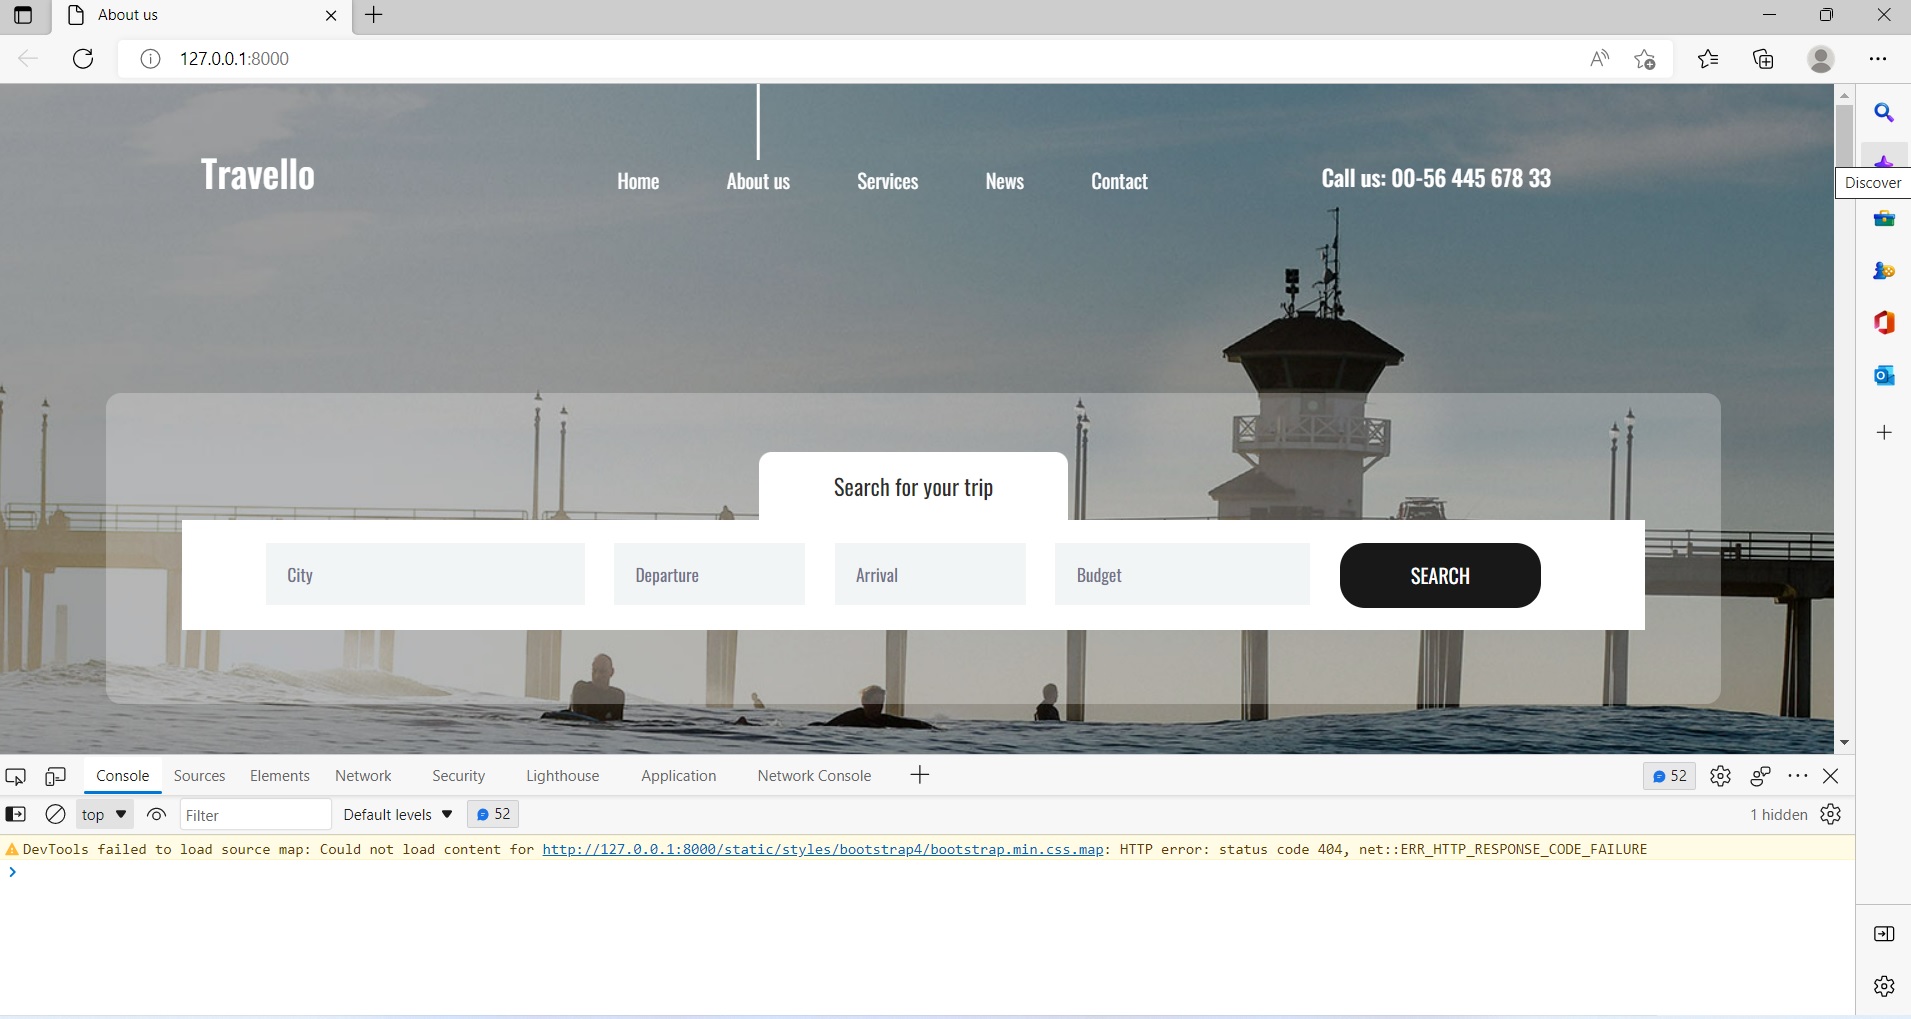 About us
127.0.0.1:8000
Travello
Home
About us
Services
News
Contact
Call us: 00-56 445 678 33
Discover
Search for your trip
City
Departure
Arrival
Budget
SEARCH
Console
Sources
Elements
Network
Security
Lighthouse
Application
Network Console
52
top
Filter
Default levels
52
1 hidden
DevTools failed to load source map: Could not load content for http://127.0.0.1:8000/static/styles/bootstrap4/bootstrap.min.css.map: HTTP error: status code 404, net::ERR_HTTP_RESPONSE_CODE_FAILURE